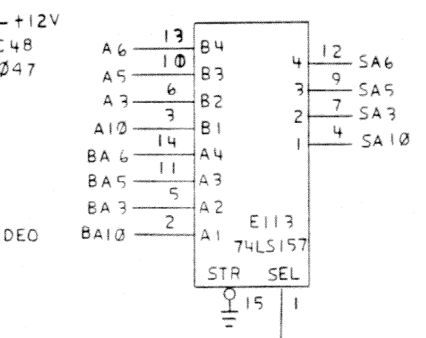 +12V
C48
Ø47
13
A6 B4
1Ø 12
A5 B3 4 SA6
6 9
A3 B2 3 SA5
3 7
A1Ø B1 2 SA3
14 4
BA6 A4 1 SA1Ø
11
BA5 A3
5
BA3 A2
2 E113
DEO BA1Ø A1 74LS157
STR SEL
15 1